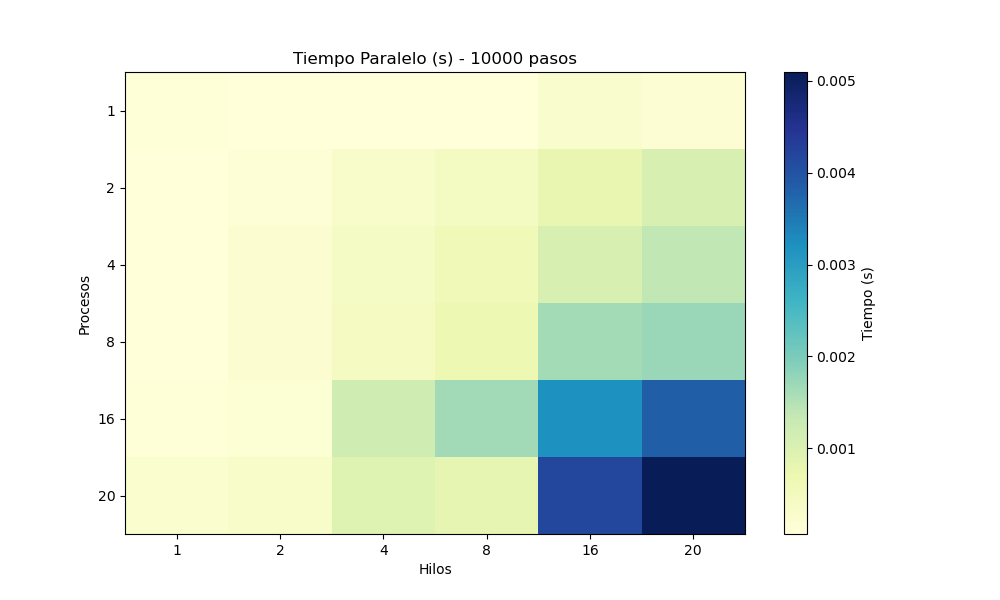 Tiempo Paralelo (s) - 10000 pasos
1
2
4
8
16
20
Procesos
1 2 4 8 16 20
Hilos
0.005
0.004
0.003
0.002
0.001
Tiempo (s)